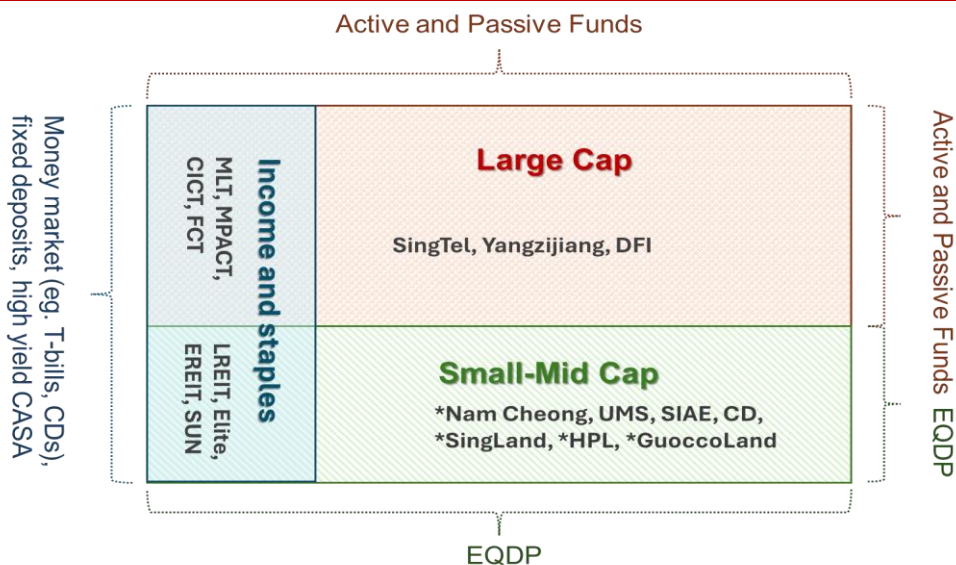 Active and Passive Funds
Money market (eg. T-bills, CDs),
fixed deposits, high yield CASA
Income and staples
MLT, MPACT,
CICT, FCT
LREIT, Elite,
EREIT, SUN
Large Cap
SingTel, Yangzijiang, DFI
Small-Mid Cap
*Nam Cheong, UMS, SIAE, CD,
*SingLand, *HPL, *GuoccoLand
Active and Passive Funds
EQDP
EQDP